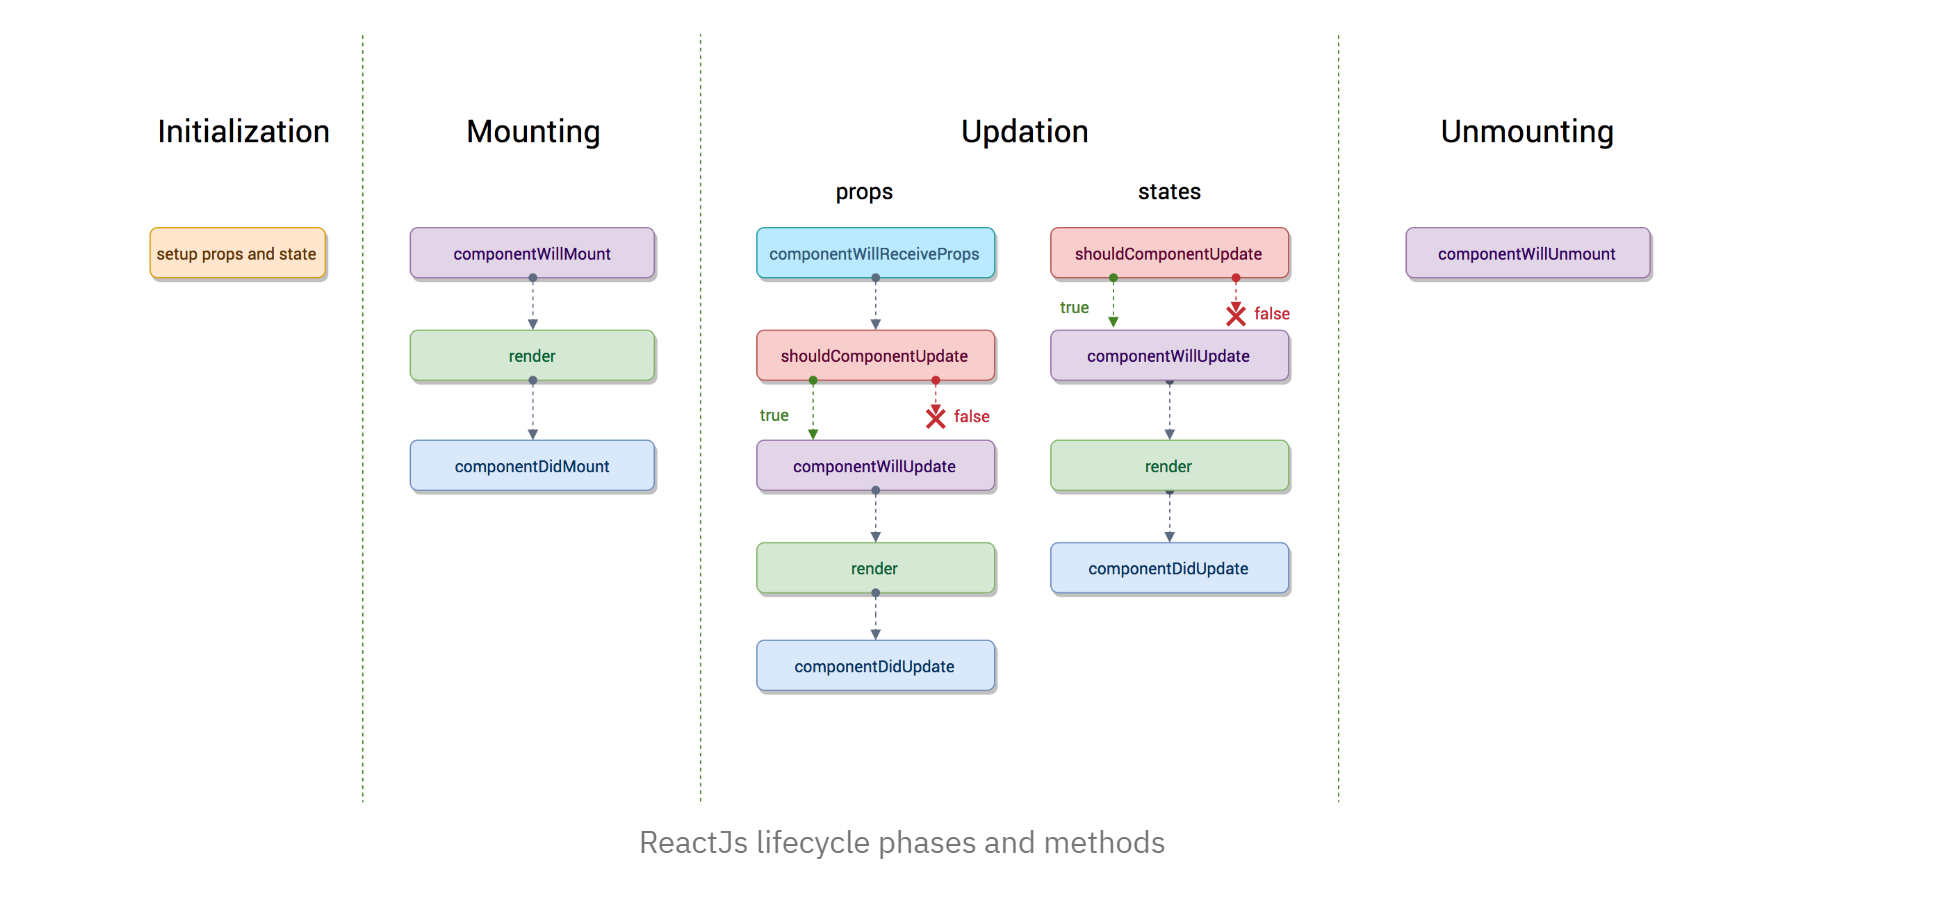 Initialization
setup props and state
Mounting
componentWillMount
render
componentDidMount
Updation
props
componentWillReceiveProps
shouldComponentUpdate
true
false
componentWillUpdate
render
componentDidUpdate
states
shouldComponentUpdate
true
false
componentWillUpdate
render
componentDidUpdate
Unmounting
componentWillUnmount
ReactJs lifecycle phases and methods